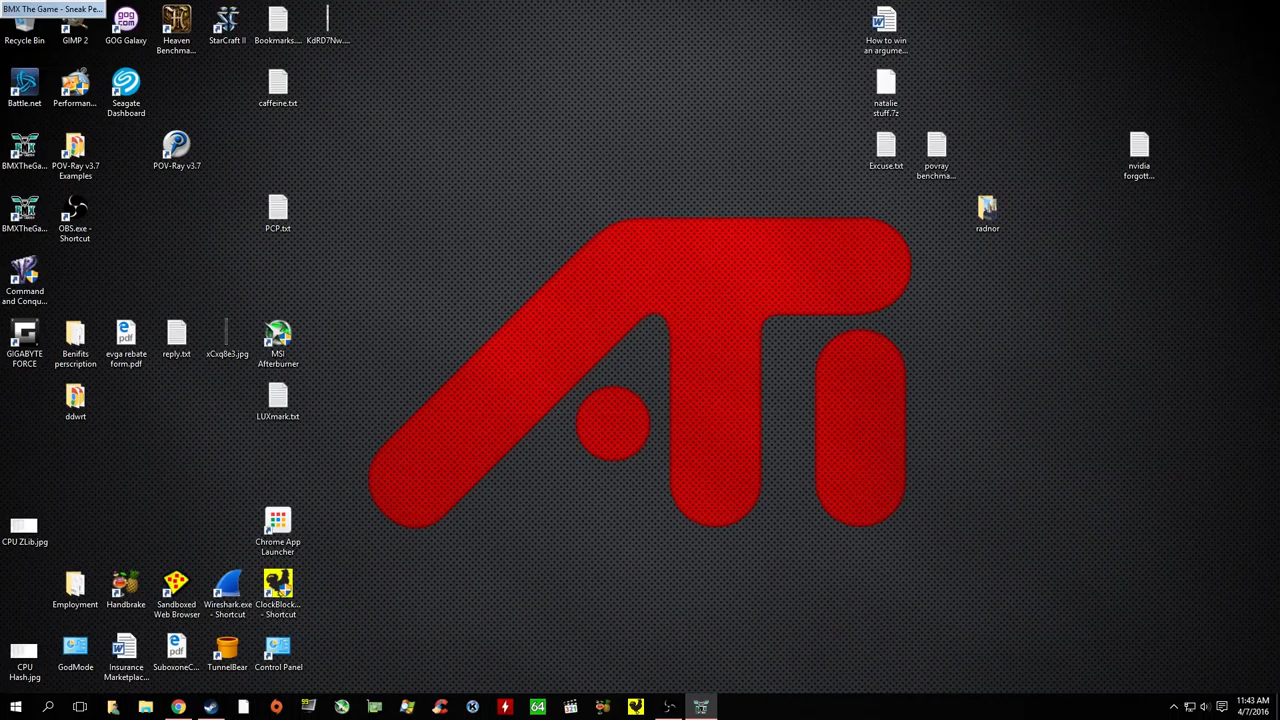 BMX The Game - Sneak Pe...
Recycle Bin
GIMP 2
GOG Galaxy
Heaven
Benchma...
StarCraft II
Bookmarks....
KdRD7Nw....
How to win
an argume...
Battle.net
Performan...
Seagate
Dashboard
caffeine.txt
natalie
stuff.7z
BMXTheGa...
POV-Ray v3.7
Examples
POV-Ray v3.7
Excuse.txt
povray
benchma...
nvidia
forgott...
BMXTheGa...
OBS.exe -
Shortcut
PCP.txt
radnor
Command
and Conqu...
GIGABYTE
FORCE
Benifits
perscription
evga rebate
form.pdf
reply.txt
xCxq8e3.jpg
MSI
Afterburner
ddwrt
LUXmark.txt
CPU ZLib.jpg
Chrome App
Launcher
Employment
Handbrake
Sandboxed
Web Browser
Wireshark.exe
- Shortcut
ClockBlock...
- Shortcut
CPU
Hash.jpg
GodMode
Insurance
Marketplac...
SuboxoneC...
TunnelBear
Control Panel
64
11:43 AM
4/7/2016